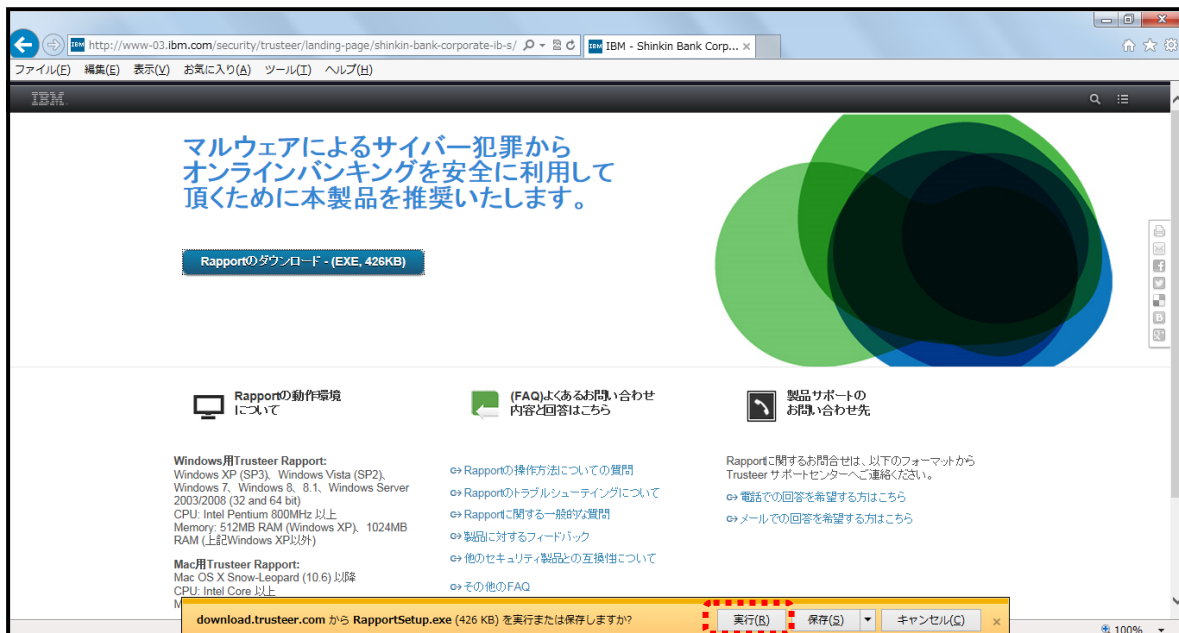 http://www-03.ibm.com/security/trusteer/landing-page/shinkin-bank-corporate-ib-s/
IBM - Shinkin Bank Corp...
ファイル(F) 編集(E) 表示(V) お気に入り(A) ツール(T) ヘルプ(H)
IBM
マルウェアによるサイバー犯罪から
オンラインバンキングを安全に利用して
頂くために本製品を推奨いたします。
Rapportのダウンロード - (EXE, 426KB)
Rapportの動作環境
について
Windows用Trusteer Rapport:
Windows XP (SP3)、Windows Vista (SP2)、
Windows 7、Windows 8、8.1、Windows Server
2003/2008 (32 and 64 bit)
CPU: Intel Pentium 800MHz 以上
Memory: 512MB RAM (Windows XP)、1024MB
RAM (上記Windows XP以外)
Mac用Trusteer Rapport:
Mac OS X Snow-Leopard (10.6) 以降
CPU: Intel Core 以上
(FAQ)よくあるお問い合わせ
内容と回答はこちら
Rapportの操作方法についての質問
Rapportのトラブルシューティングについて
Rapportに関する一般的な質問
製品に対するフィードバック
他のセキュリティ製品との互換性について
その他のFAQ
製品サポートの
お問い合わせ先
Rapportに関するお問合せは、以下のフォーマットから
Trusteer サポートセンターへご連絡ください。
電話での回答を希望する方はこちら
メールでの回答を希望する方はこちら
download.trusteer.com から RapportSetup.exe (426 KB) を実行または保存しますか?
実行(R) 保存(S) キャンセル(C)
100%